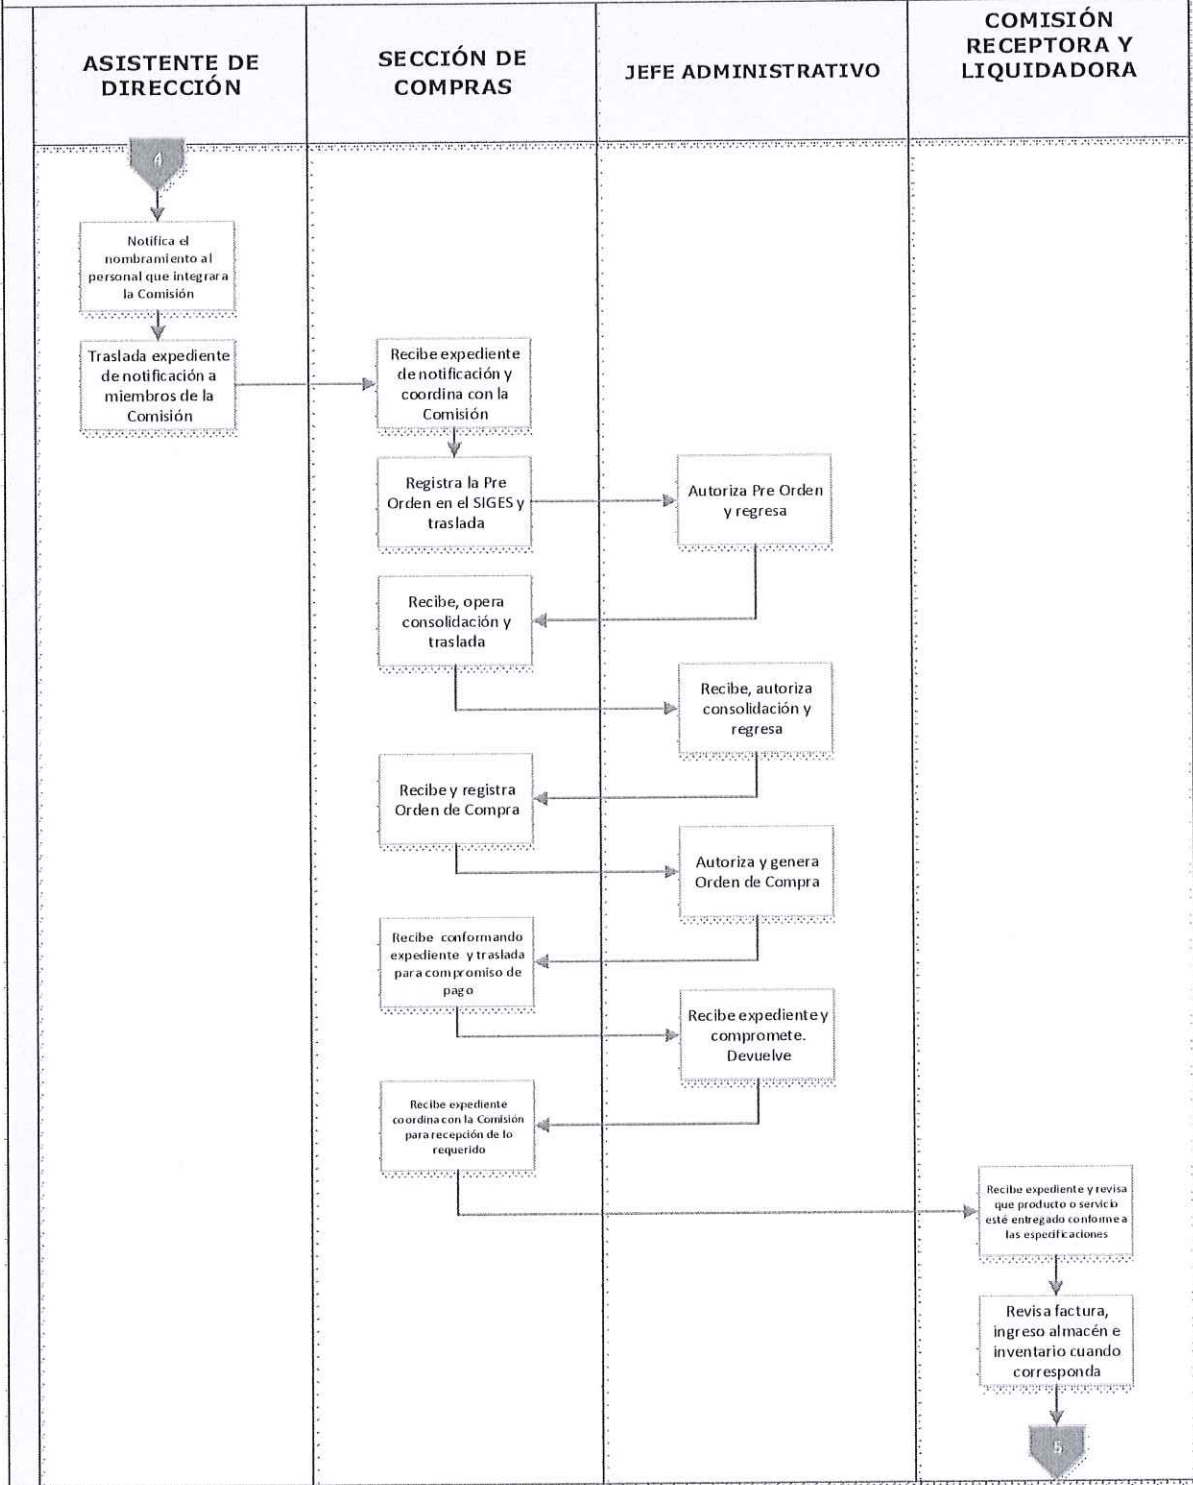 ASISTENTE DE
DIRECCIÓN
SECCIÓN DE
COMPRAS
JEFE ADMINISTRATIVO
COMISIÓN
RECEPTORA Y
LIQUIDADORA
4
Notifica el
nombramiento al
personal que integrara
la Comisión
Traslada expediente
de notificación a
miembros de la
Comisión
Recibe expediente
de notificación y
coordina con la
Comisión
Registra la Pre
Orden en el SIGES y
traslada
Autoriza Pre Orden
y regresa
Recibe, opera
consolidación y
traslada
Recibe, autoriza
consolidación y
regresa
Recibe y registra
Orden de Compra
Autoriza y genera
Orden de Compra
Recibe conformando
expediente y traslada
para compromiso de
pago
Recibe expediente y
compromete.
Devuelve
Recibe expediente
coordina con la Comisión
para recepción de lo
requerido
Recibe expediente y revisa
que producto o servicio
esté entregado conforme a
las especificaciones
Revisa factura,
ingreso almacén e
inventario cuando
corresponda
5